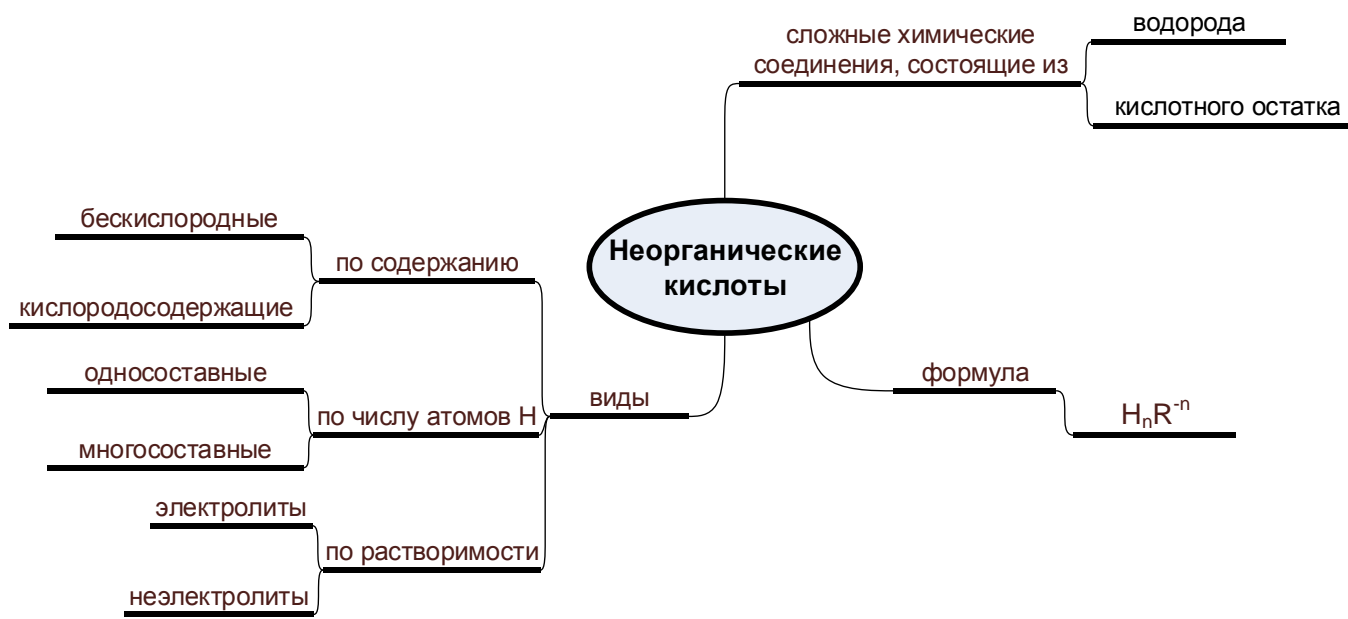 сложные химические
соединения, состоящие из
водорода
кислотного остатка
Неорганические
кислоты
формула
HₙR⁻ⁿ
виды
по содержанию
бескислородные
кислородосодержащие
по числу атомов Н
односоставные
многосоставные
по растворимости
электролиты
неэлектролиты